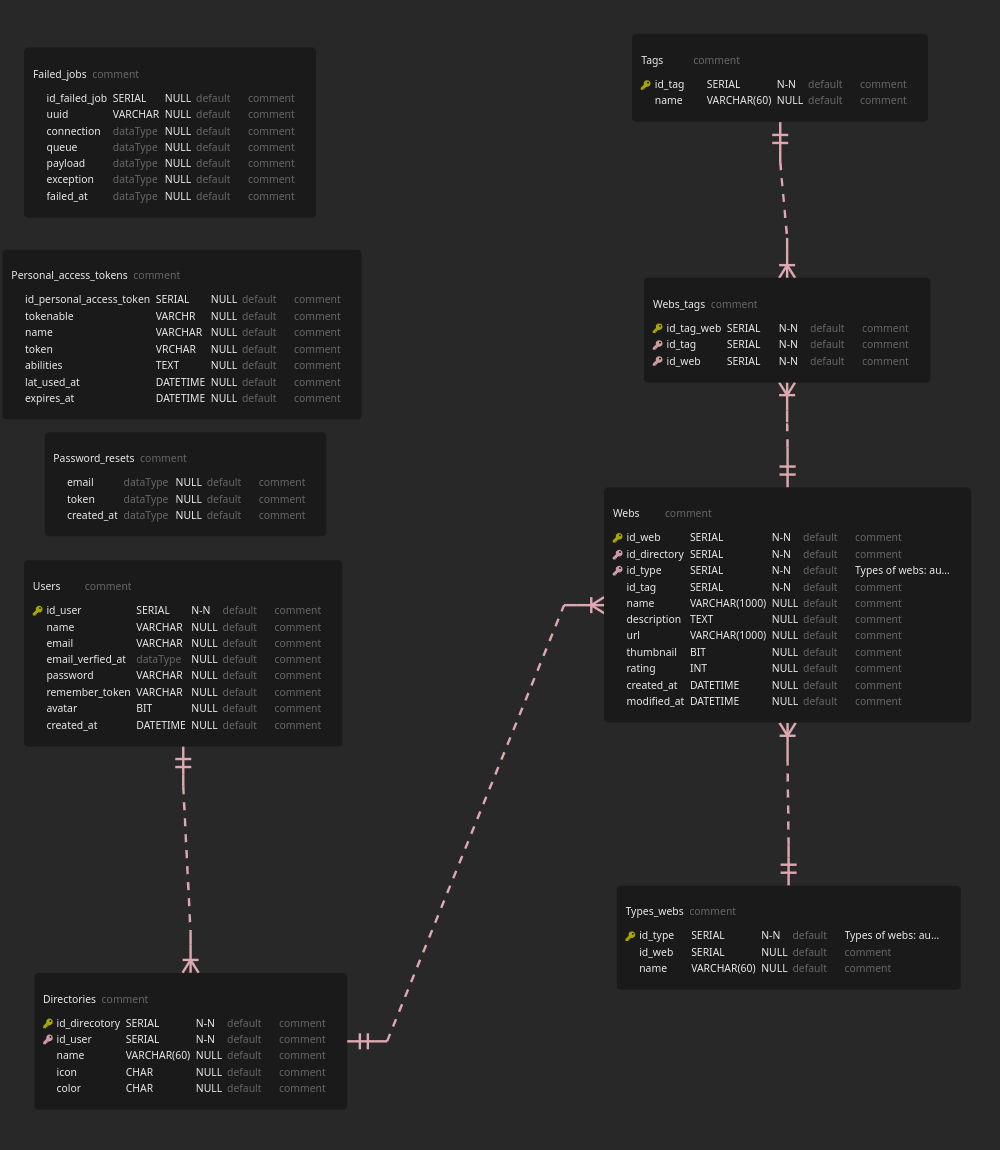 Failed_jobs comment
id_failed_job SERIAL NULL default comment
uuid VARCHAR NULL default comment
connection dataType NULL default comment
queue dataType NULL default comment
payload dataType NULL default comment
exception dataType NULL default comment
failed_at dataType NULL default comment
Personal_access_tokens comment
id_personal_access_token SERIAL NULL default comment
tokenable VARCHR NULL default comment
name VARCHAR NULL default comment
token VRCHAR NULL default comment
abilities TEXT NULL default comment
lat_used_at DATETIME NULL default comment
expires_at DATETIME NULL default comment
Password_resets comment
email dataType NULL default comment
token dataType NULL default comment
created_at dataType NULL default comment
Users comment
id_user SERIAL N-N default comment
name VARCHAR NULL default comment
email VARCHAR NULL default comment
email_verfied_at dataType NULL default comment
password VARCHAR NULL default comment
remember_token VARCHAR NULL default comment
avatar BIT NULL default comment
created_at DATETIME NULL default comment
Directories comment
id_direcotory SERIAL N-N default comment
id_user SERIAL N-N default comment
name VARCHAR(60) NULL default comment
icon CHAR NULL default comment
color CHAR NULL default comment
Tags comment
id_tag SERIAL N-N default comment
name VARCHAR(60) NULL default comment
Webs_tags comment
id_tag_web SERIAL N-N default comment
id_tag SERIAL N-N default comment
id_web SERIAL N-N default comment
Webs comment
id_web SERIAL N-N default comment
id_directory SERIAL N-N default comment
id_type SERIAL N-N default Types of webs: au...
id_tag SERIAL N-N default comment
name VARCHAR(1000) NULL default comment
description TEXT NULL default comment
url VARCHAR(1000) NULL default comment
thumbnail BIT NULL default comment
rating INT NULL default comment
created_at DATETIME NULL default comment
modified_at DATETIME NULL default comment
Types_webs comment
id_type SERIAL N-N default Types of webs: au...
id_web SERIAL NULL default comment
name VARCHAR(60) NULL default comment